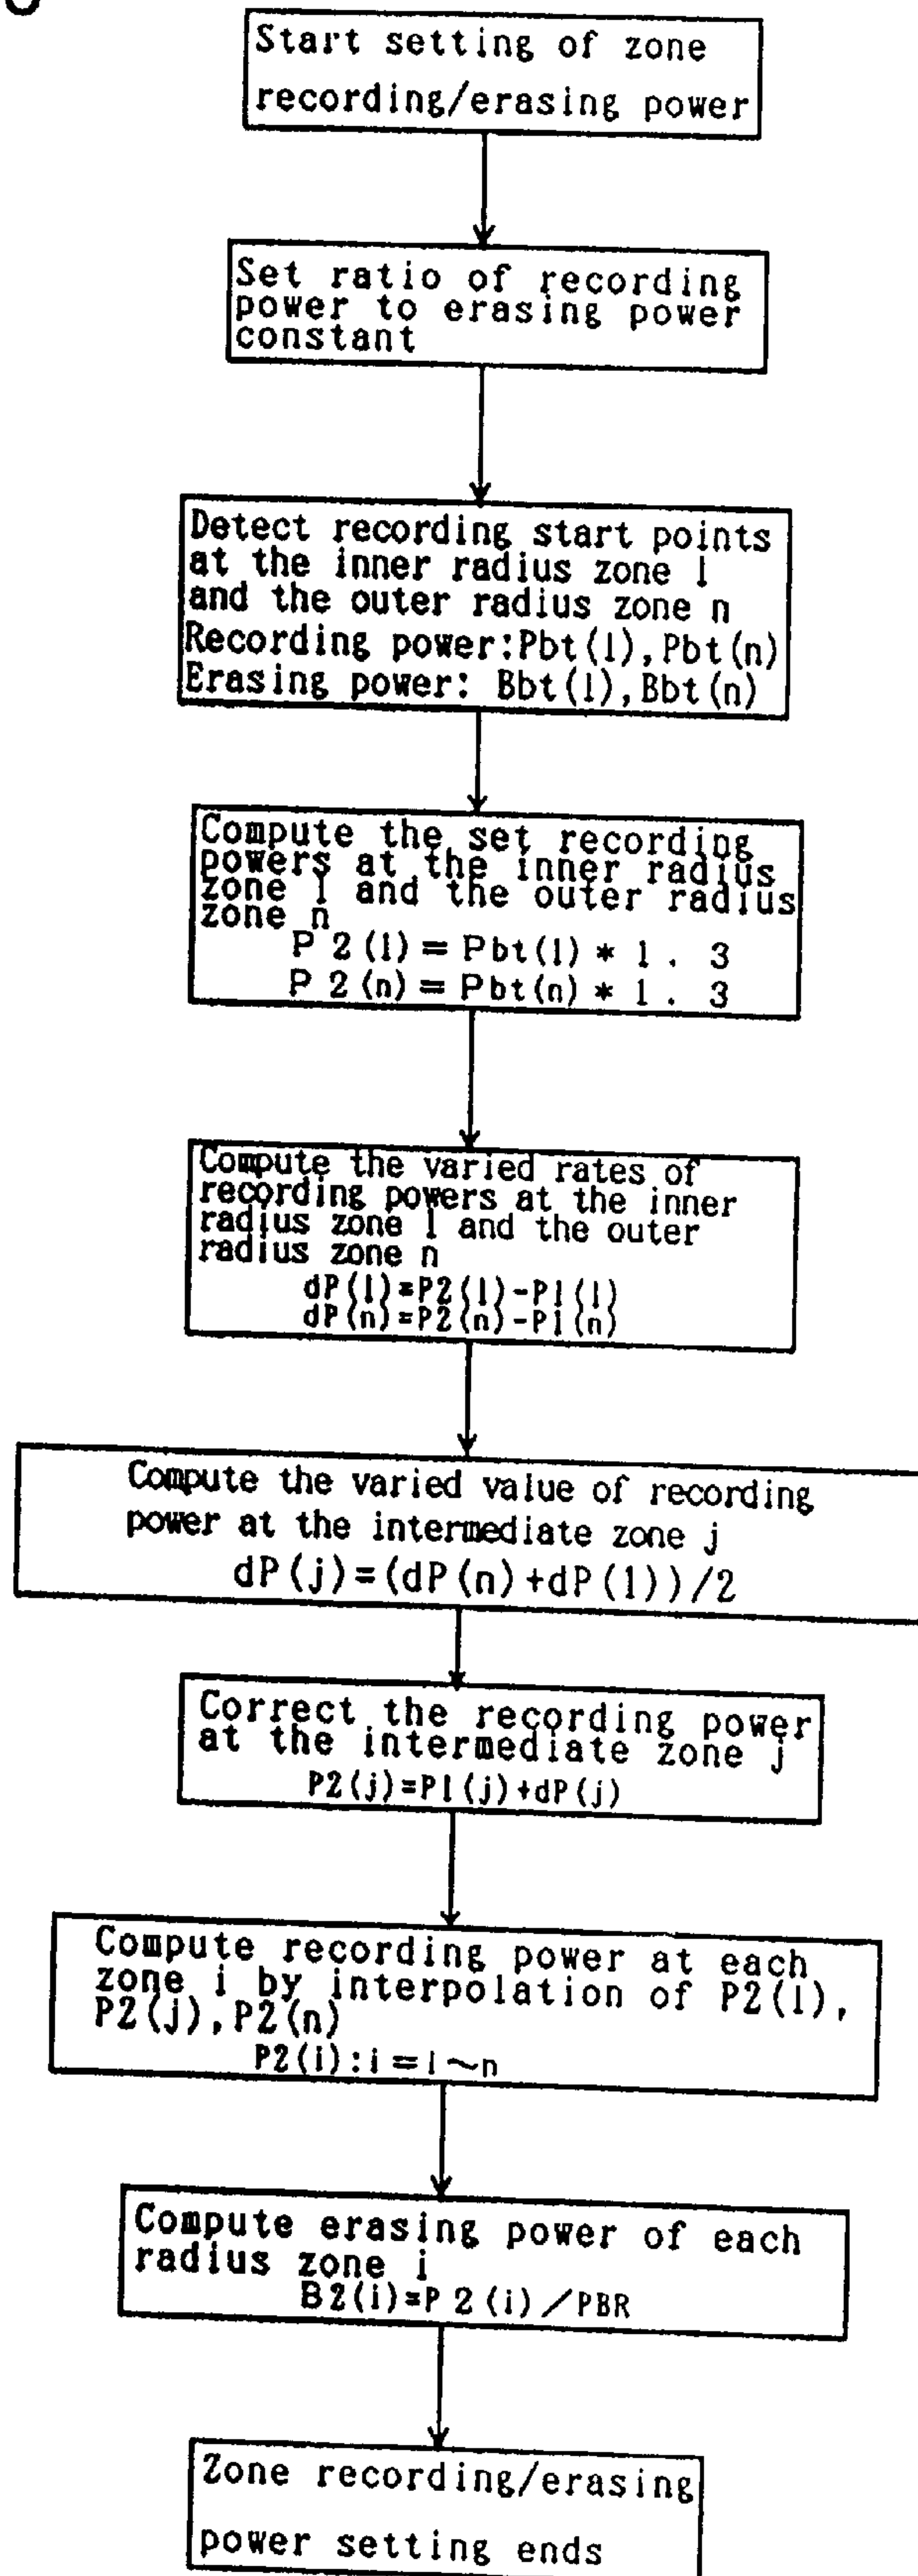 Start setting of zone
recording/erasing power
Set ratio of recording
power to erasing power
constant
Detect recording start points
at the inner radius zone 1
and the outer radius zone n
Recording power:Pbt(1),Pbt(n)
Erasing power: Bbt(1),Bbt(n)
Compute the set recording
powers at the inner radius
zone 1 and the outer radius
zone n
P2(1)=Pbt(1)*1.3
P2(n)=Pbt(n)*1.3
Compute the varied rates of
recording powers at the inner
radius zone 1 and the outer
radius zone n
dP(1)=P2(1)-P1(1)
dP(n)=P2(n)-P1(n)
Compute the varied value of recording
power at the intermediate zone j
dP(j)=(dP(n)+dP(1))/2
Correct the recording power
at the intermediate zone j
P2(j)=P1(j)+dP(j)
Compute recording power at each
zone i by interpolation of P2(1),
P2(j),P2(n)
P2(i):i=1~n
Compute erasing power of each
radius zone i
B2(i)=P2(i)/PBR
Zone recording/erasing
power setting ends